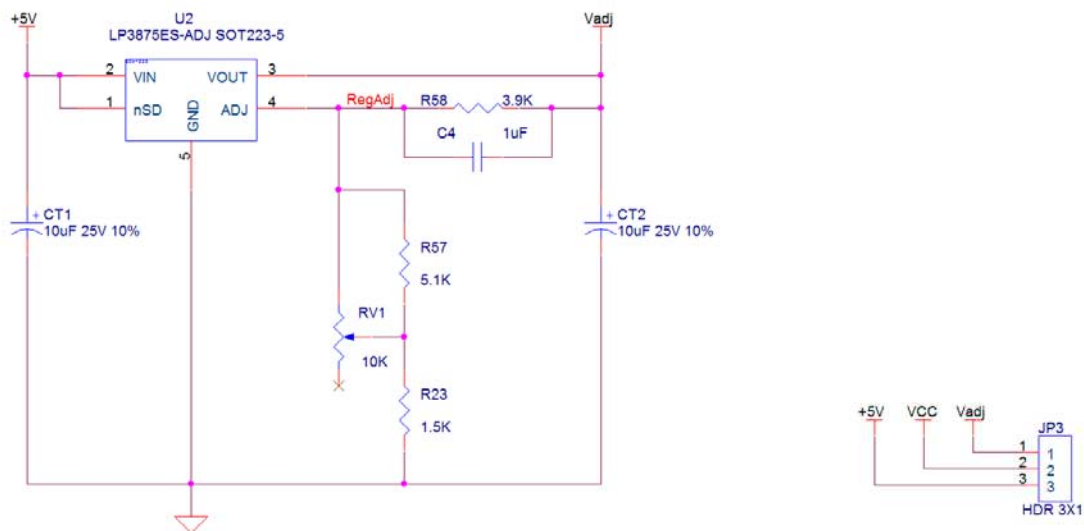 +5V
U2
LP3875ES-ADJ SOT223-5
Vadj
2
VIN
VOUT
3
1
nSD
GND
ADJ
4
RegAdj
R58
3.9K
C4
1uF
5
CT1
10uF 25V 10%
CT2
10uF 25V 10%
R57
5.1K
RV1
10K
R23
1.5K
+5V
VCC
Vadj
JP3
1
1
2
2
3
3
HDR 3X1